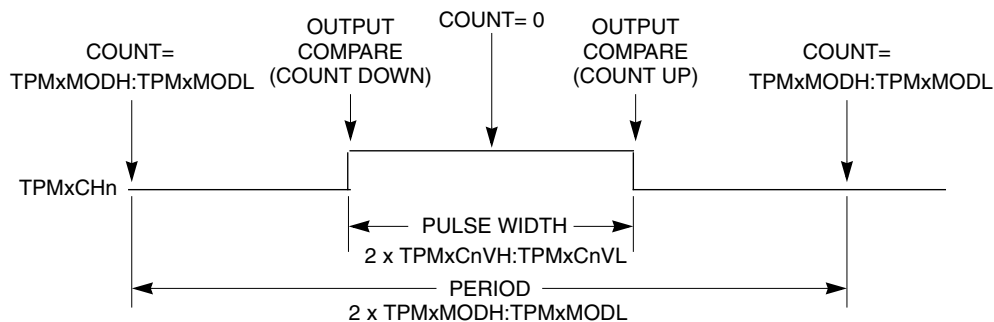 COUNT= 0
OUTPUT
COMPARE
(COUNT DOWN)
OUTPUT
COMPARE
(COUNT UP)
COUNT=
TPMxMODH:TPMxMODL
COUNT=
TPMxMODH:TPMxMODL
TPMxCHn
PULSE WIDTH
2 x TPMxCnVH:TPMxCnVL
PERIOD
2 x TPMxMODH:TPMxMODL